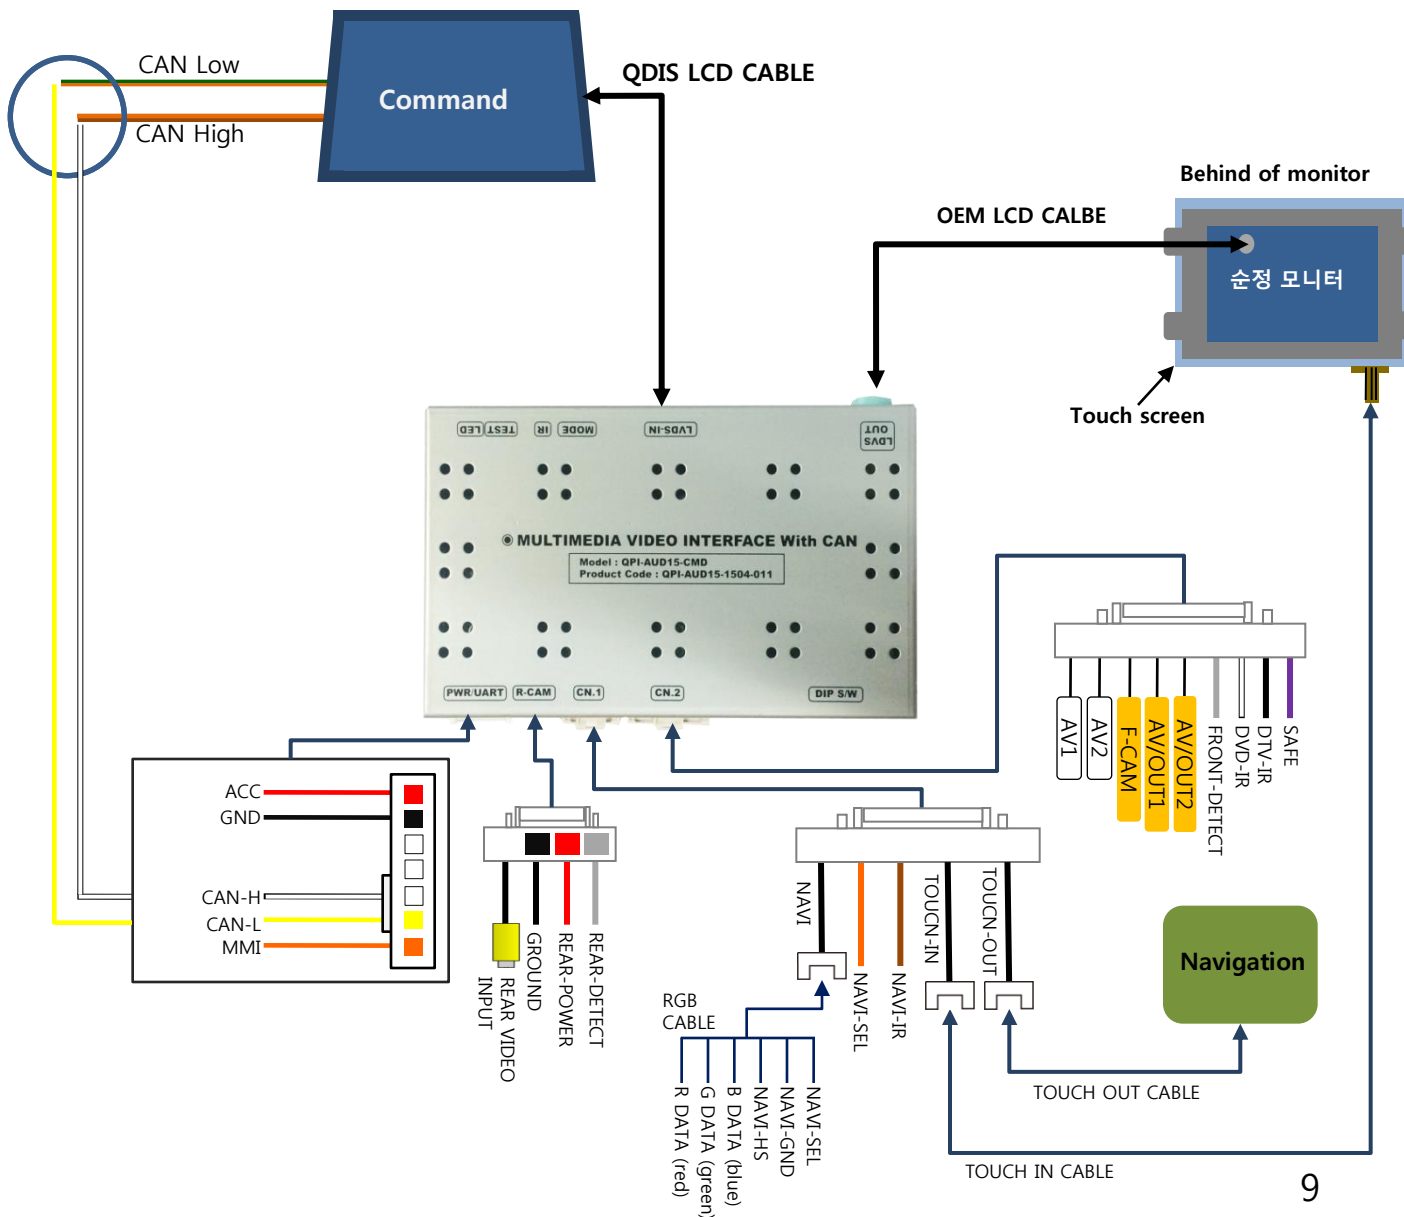 CAN Low
CAN High
Command
QDIS LCD CABLE
Behind of monitor
OEM LCD CALBE
순정 모니터
Touch screen
LED
TEST
IR
MODE
LVDS-IN
LDVS
OUT
MULTIMEDIA VIDEO INTERFACE With CAN
Model : QPI-AUD15-CMD
Product Code : QPI-AUD15-1504-011
PWR/UART
R-CAM
CN.1
CN.2
DIP S/W
AV1
AV2
F-CAM
AV/OUT1
AV/OUT2
FRONT-DETECT
DVD-IR
DTV-IR
SAFE
ACC
GND
CAN-H
CAN-L
MMI
REAR VIDEO
INPUT
GROUND
REAR-POWER
REAR-DETECT
NAVI
NAVI-SEL
NAVI-IR
TOUCN-IN
TOUCN-OUT
Navigation
RGB
CABLE
R DATA (red)
G DATA (green)
B DATA (blue)
NAVI-HS
NAVI-GND
NAVI-SEL
TOUCH OUT CABLE
TOUCH IN CABLE
9